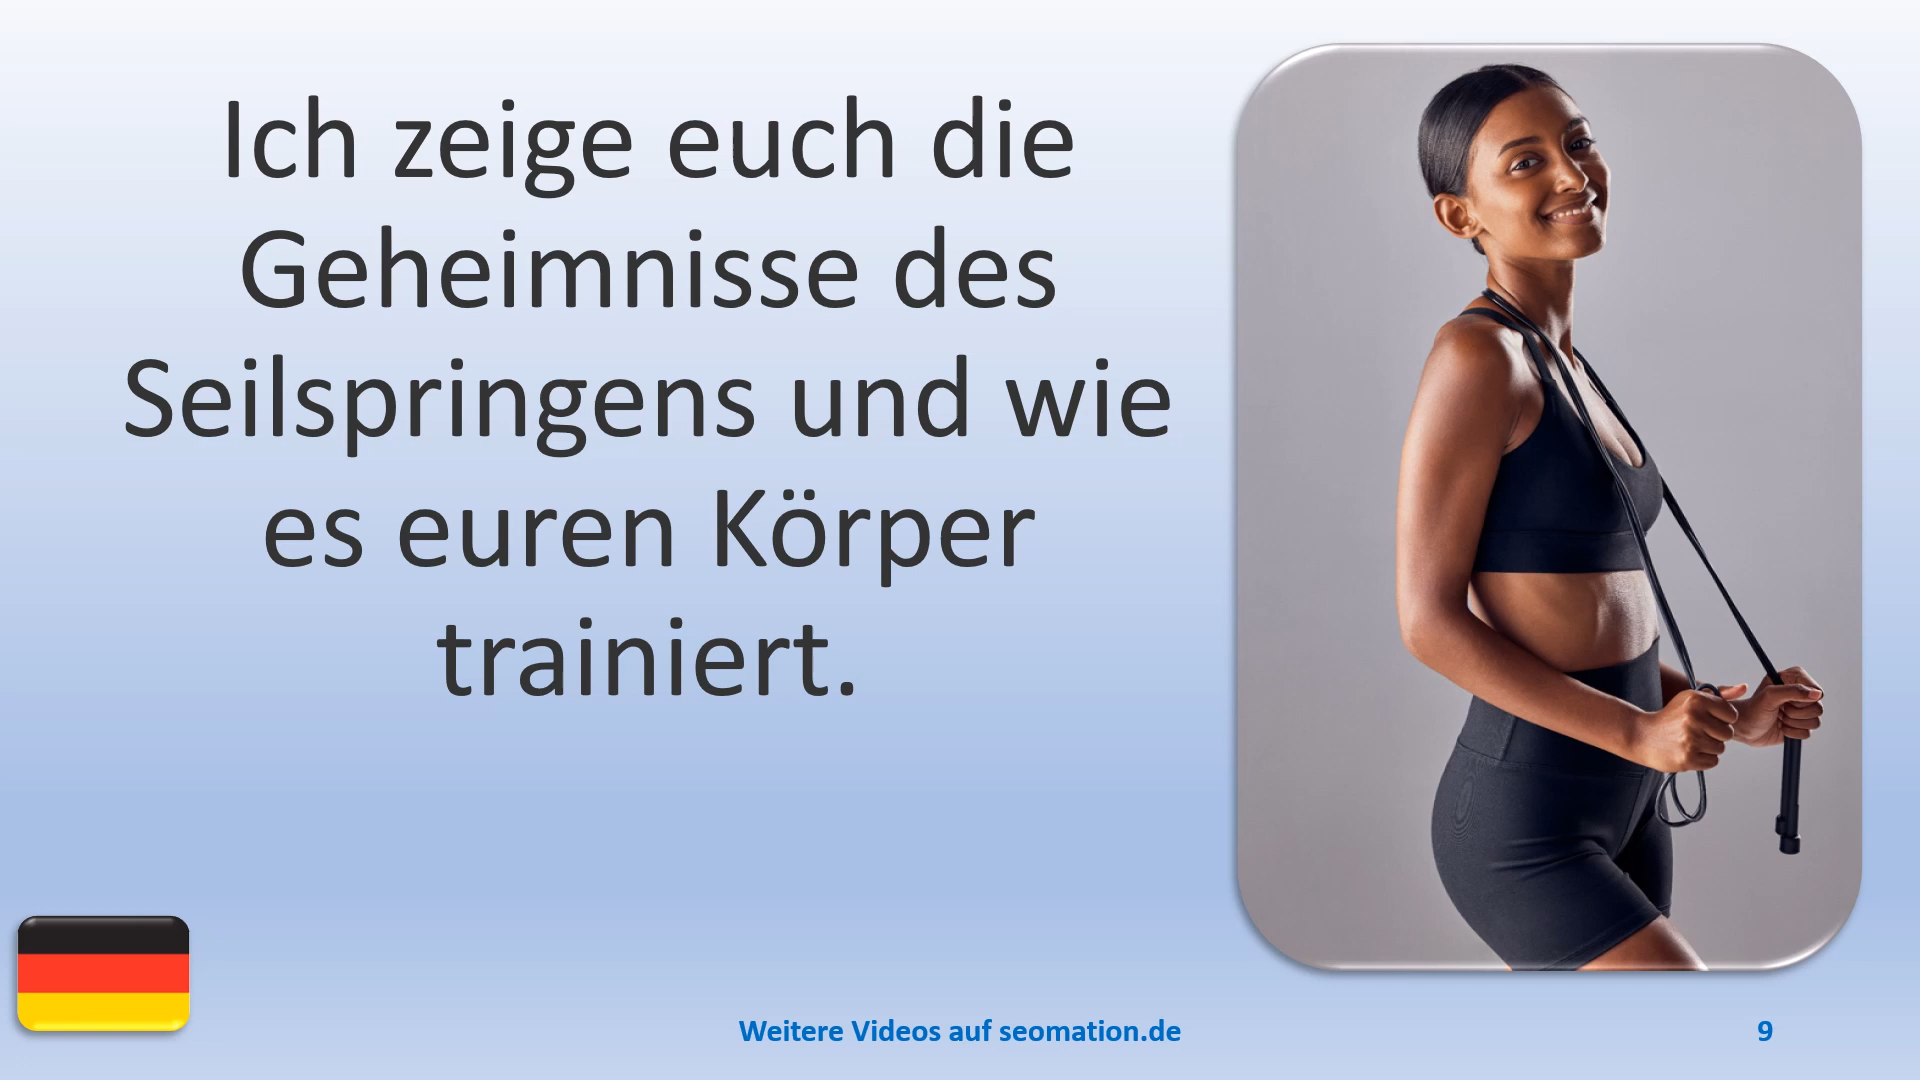 Ich zeige euch die
Geheimnisse des
Seilspringens und wie
es euren Körper
trainiert.
Weitere Videos auf seomation.de
9